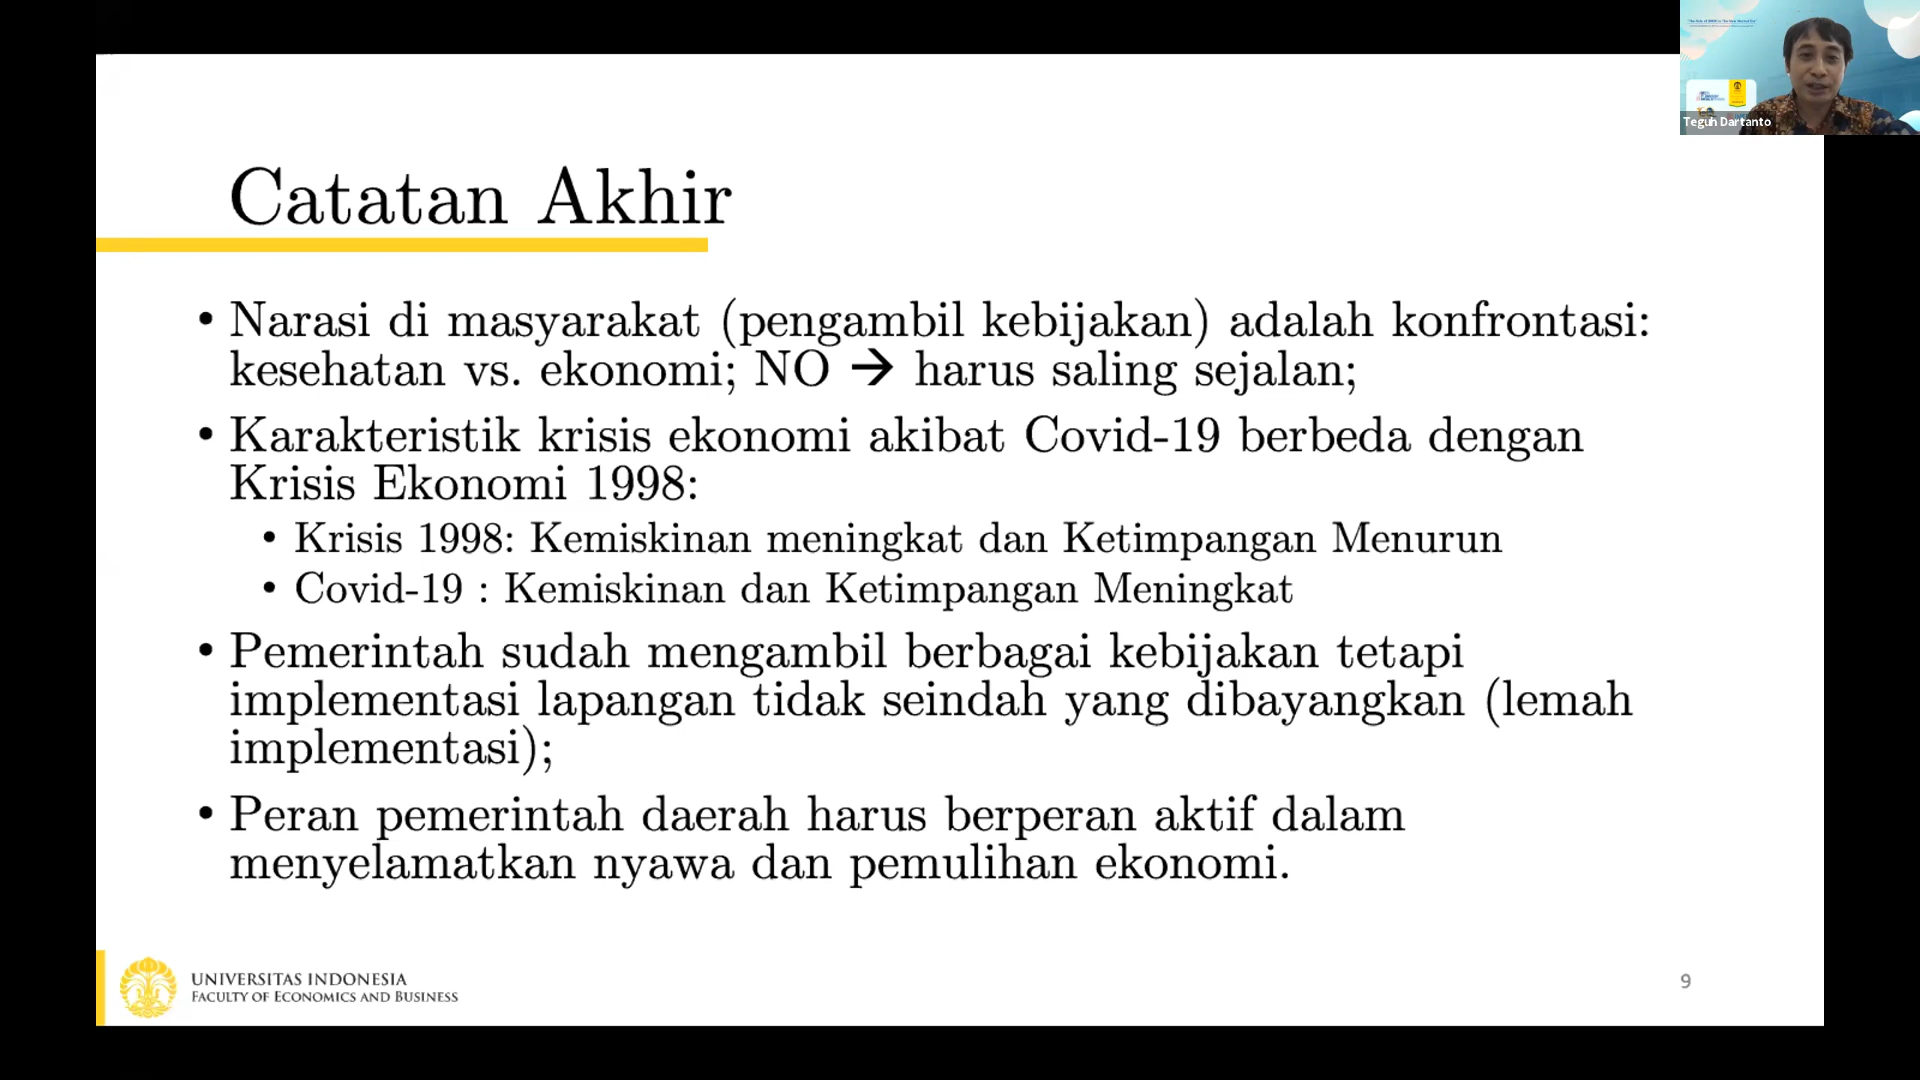 Teguh Dartanto
Catatan Akhir
• Narasi di masyarakat (pengambil kebijakan) adalah konfrontasi:
kesehatan vs. ekonomi; NO → harus saling sejalan;
• Karakteristik krisis ekonomi akibat Covid-19 berbeda dengan
Krisis Ekonomi 1998:
• Krisis 1998: Kemiskinan meningkat dan Ketimpangan Menurun
• Covid-19 : Kemiskinan dan Ketimpangan Meningkat
• Pemerintah sudah mengambil berbagai kebijakan tetapi
implementasi lapangan tidak seindah yang dibayangkan (lemah
implementasi);
• Peran pemerintah daerah harus berperan aktif dalam
menyelamatkan nyawa dan pemulihan ekonomi.
UNIVERSITAS INDONESIA
FACULTY OF ECONOMICS AND BUSINESS
9